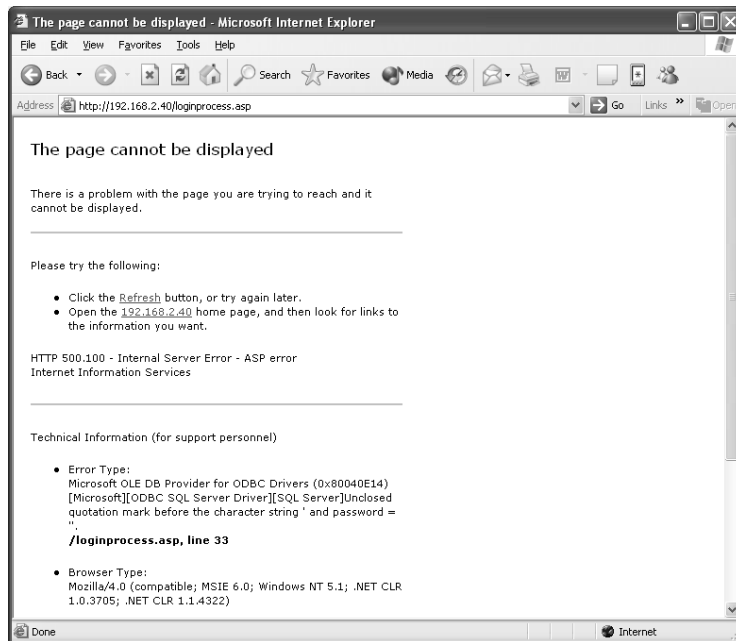 The page cannot be displayed - Microsoft Internet Explorer
File Edit View Favorites Tools Help
Back Search Favorites Media
Address http://192.168.2.40/loginprocess.asp Go Links » Open
The page cannot be displayed
There is a problem with the page you are trying to reach and it
cannot be displayed.
Please try the following:
• Click the Refresh button, or try again later.
• Open the 192.168.2.40 home page, and then look for links to
the information you want.
HTTP 500.100 - Internal Server Error - ASP error
Internet Information Services
Technical Information (for support personnel)
• Error Type:
Microsoft OLE DB Provider for ODBC Drivers (0x80040E14)
[Microsoft][ODBC SQL Server Driver][SQL Server]Unclosed
quotation mark before the character string ' and password =
''.
/loginprocess.asp, line 33
• Browser Type:
Mozilla/4.0 (compatible; MSIE 6.0; Windows NT 5.1; .NET CLR
1.0.3705; .NET CLR 1.1.4322)
Done Internet